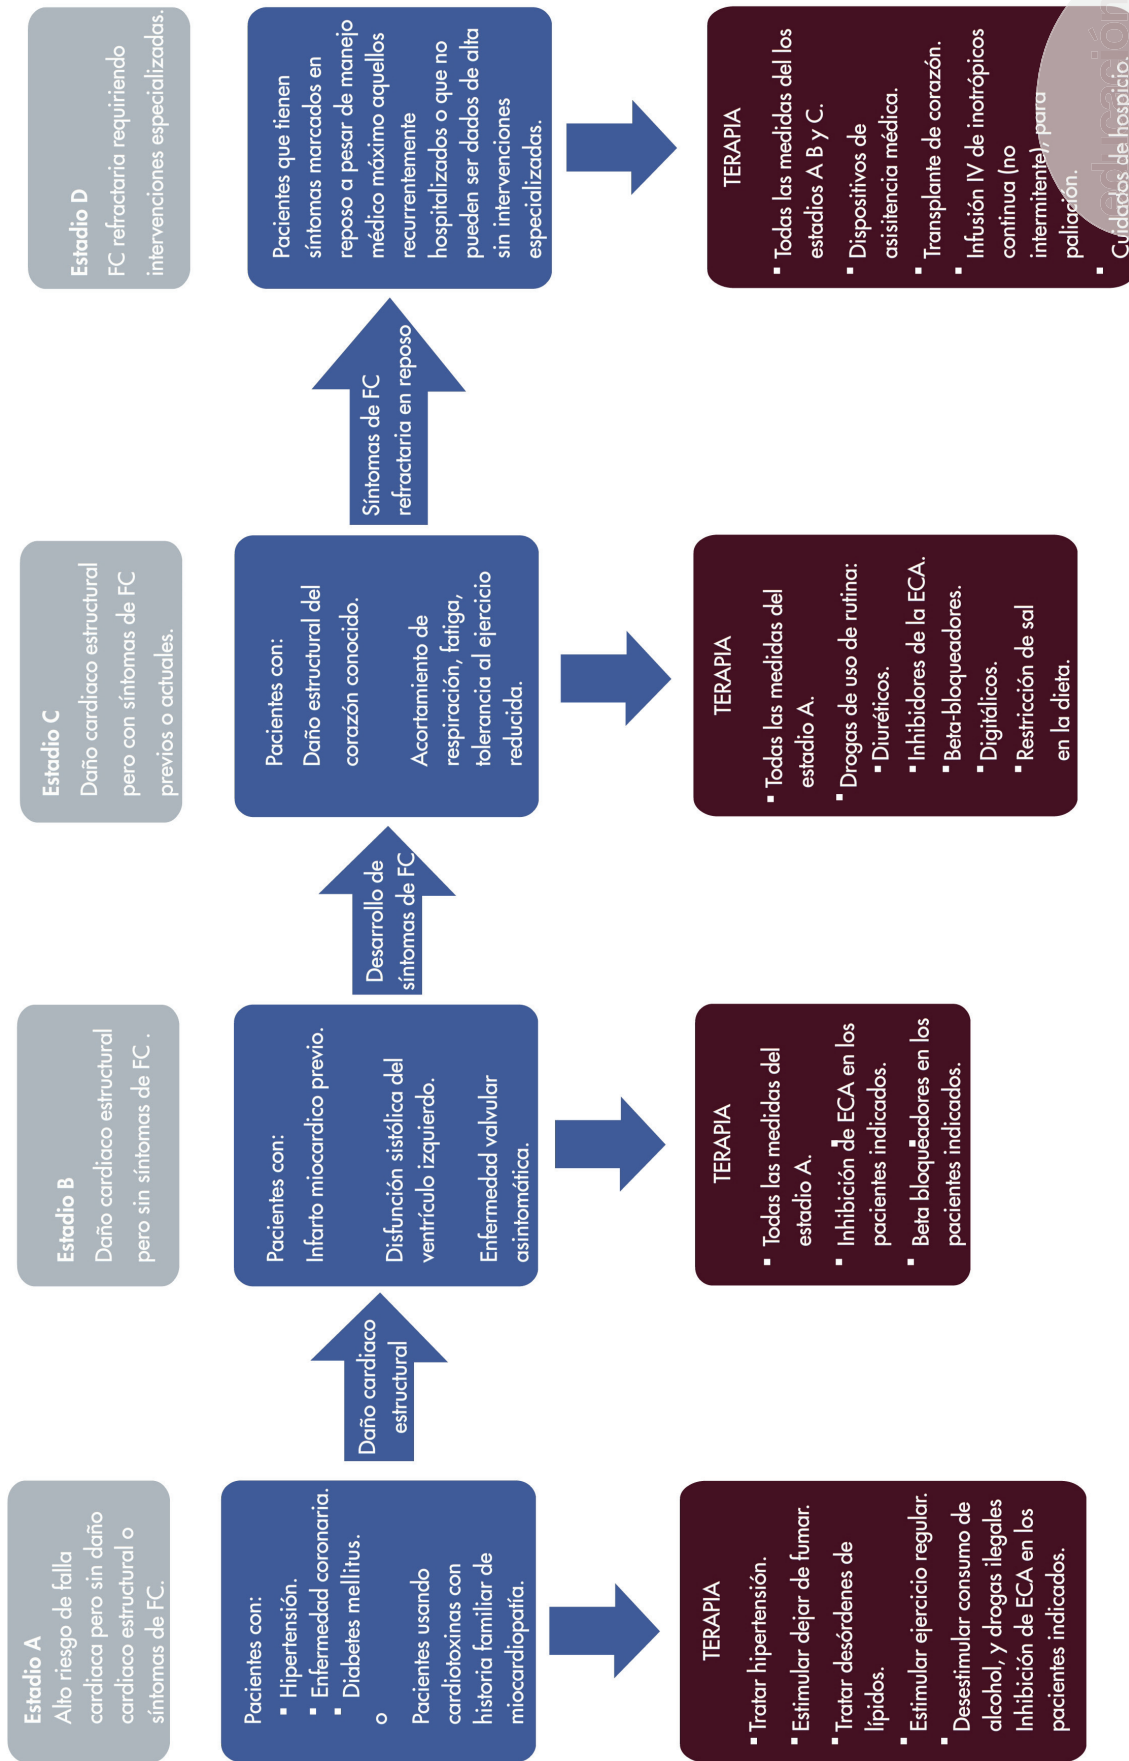 Estadio A
Alto riesgo de falla
cardiaca pero sin daño
cardiaco estructural o
síntomas de FC.
Pacientes con:
▪ Hipertensión.
▪ Enfermedad coronaria.
▪ Diabetes mellitus.
o
Pacientes usando
cardiotoxinas con
historia familiar de
miocardiopatía.
TERAPIA
▪ Tratar hipertensión.
▪ Estimular dejar de fumar.
▪ Tratar desórdenes de
lípidos.
▪ Estimular ejercicio regular.
▪ Desestimular consumo de
alcohol, y drogas ilegales
Inhibición de ECA en los
pacientes indicados.
Daño cardiaco
estructural
Estadio B
Daño cardiaco estructural
pero sin síntomas de FC .
Pacientes con:
Infarto miocardico previo.
Disfunción sistólica del
ventrículo izquierdo.
Enfermedad valvular
asintomática.
TERAPIA
▪ Todas las medidas del
estadio A.
▪ Inhibición de ECA en los
pacientes indicados.
▪ Beta bloqueadores en los
pacientes indicados.
Desarrollo de
síntomas de FC
Estadio C
Daño cardiaco estructural
pero con síntomas de FC
previos o actuales.
Pacientes con:
Daño estructural del
corazón conocido.
Acortamiento de
respiración, fatiga,
tolerancia al ejercicio
reducida.
TERAPIA
▪ Todas las medidas del
estadio A.
▪ Drogas de uso de rutina:
▪ Diuréticos.
▪ Inhibidores de la ECA.
▪ Beta-bloqueadores.
▪ Digitálicos.
▪ Restricción de sal
en la dieta.
Síntomas de FC
refractaria en reposo
Estadio D
FC refractaria requiriendo
intervenciones especializadas.
Pacientes que tienen
síntomas marcados en
reposo a pesar de manejo
médico máximo aquellos
recurrentemente
hospitalizados o que no
pueden ser dados de alta
sin intervenciones
especializadas.
TERAPIA
▪ Todas las medidas del los
estadios A B y C.
▪ Dispositivos de
asistencia médica.
▪ Transplante de corazón.
▪ Infusión IV de inotrópicos
continua (no
intermitente), para
paliación.
▪ Cuidados de hospicio.
educación